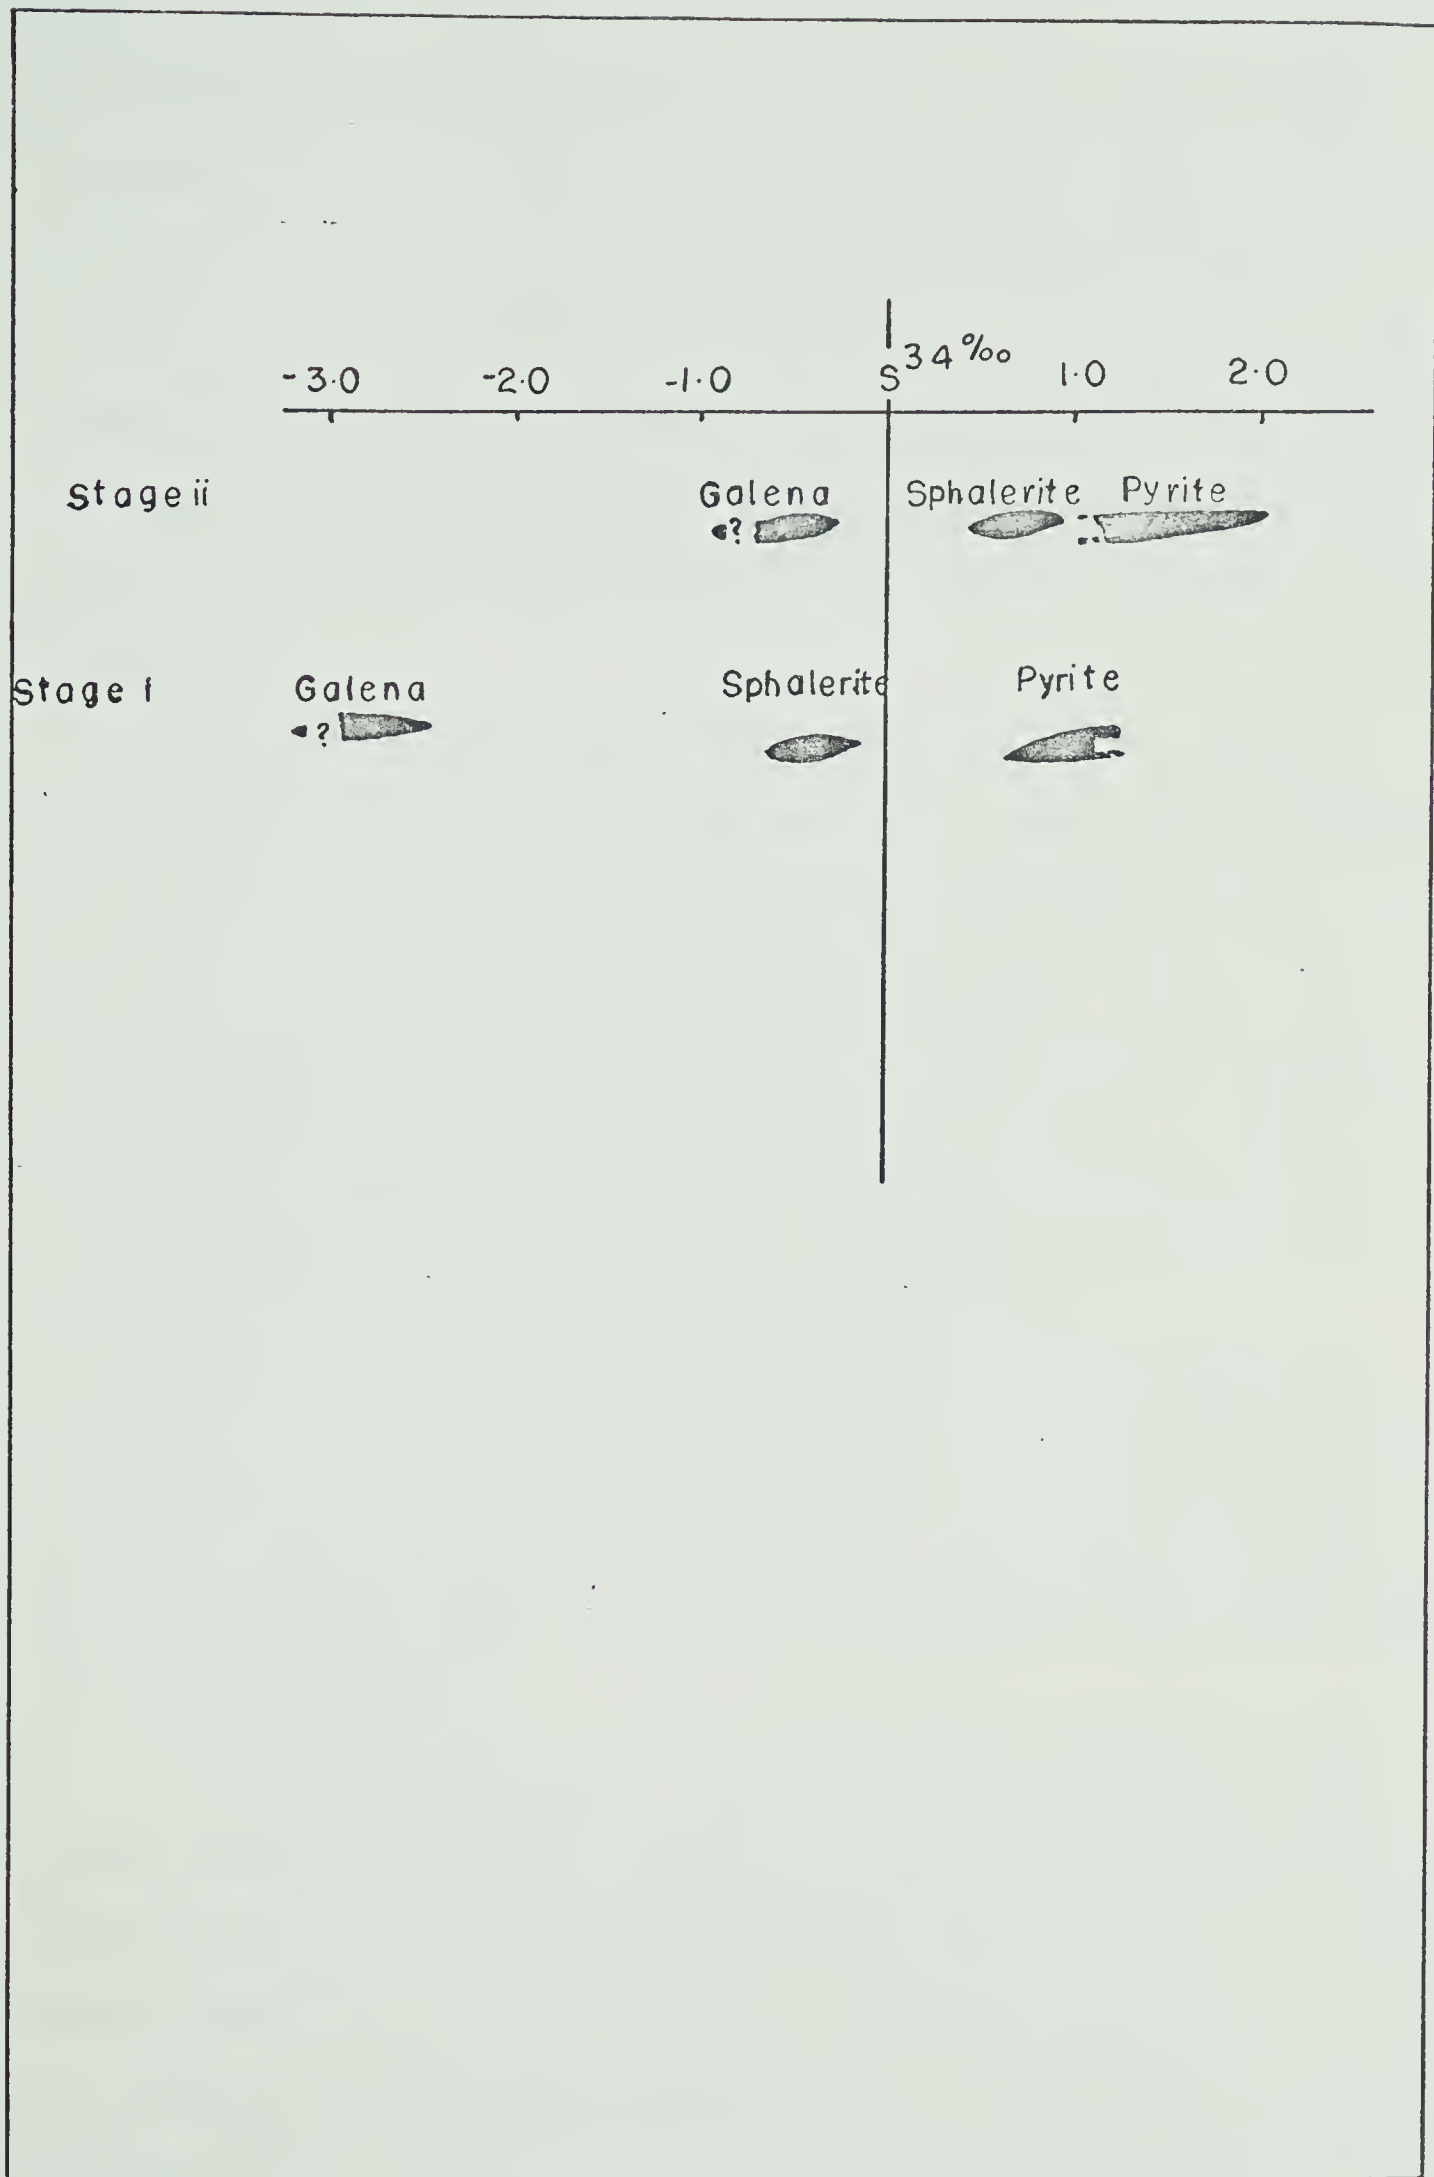 -3.0 -2.0 -1.0 S34‰ 1.0 2.0
Stage ii Galena Sphalerite Pyrite
?
Stage i Galena Sphalerite Pyrite
?